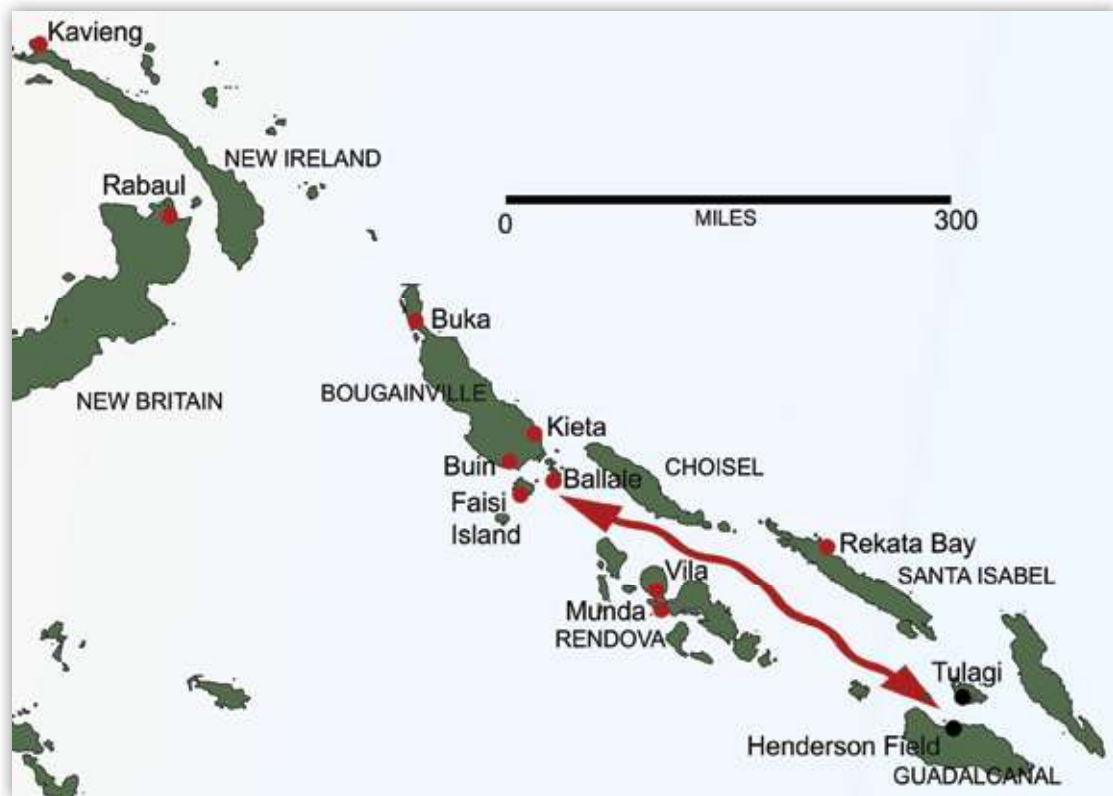 Kavieng
NEW IRELAND
Rabaul
0
300
MILES
Buka
BOUGAINVILLE
NEW BRITAIN
Kieta
Buin
Ballale
CHOISEL
Faisi
Island
Rekata Bay
Vila
SANTA ISABEL
Munda
RENDOVA
Tulagi
Henderson Field
GUADALCANAL